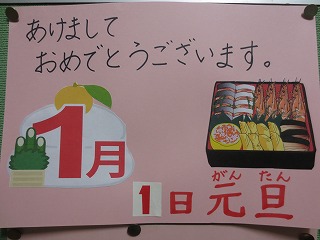 あけまして
おめでとうございます。
1月
がん たん
1日 元旦